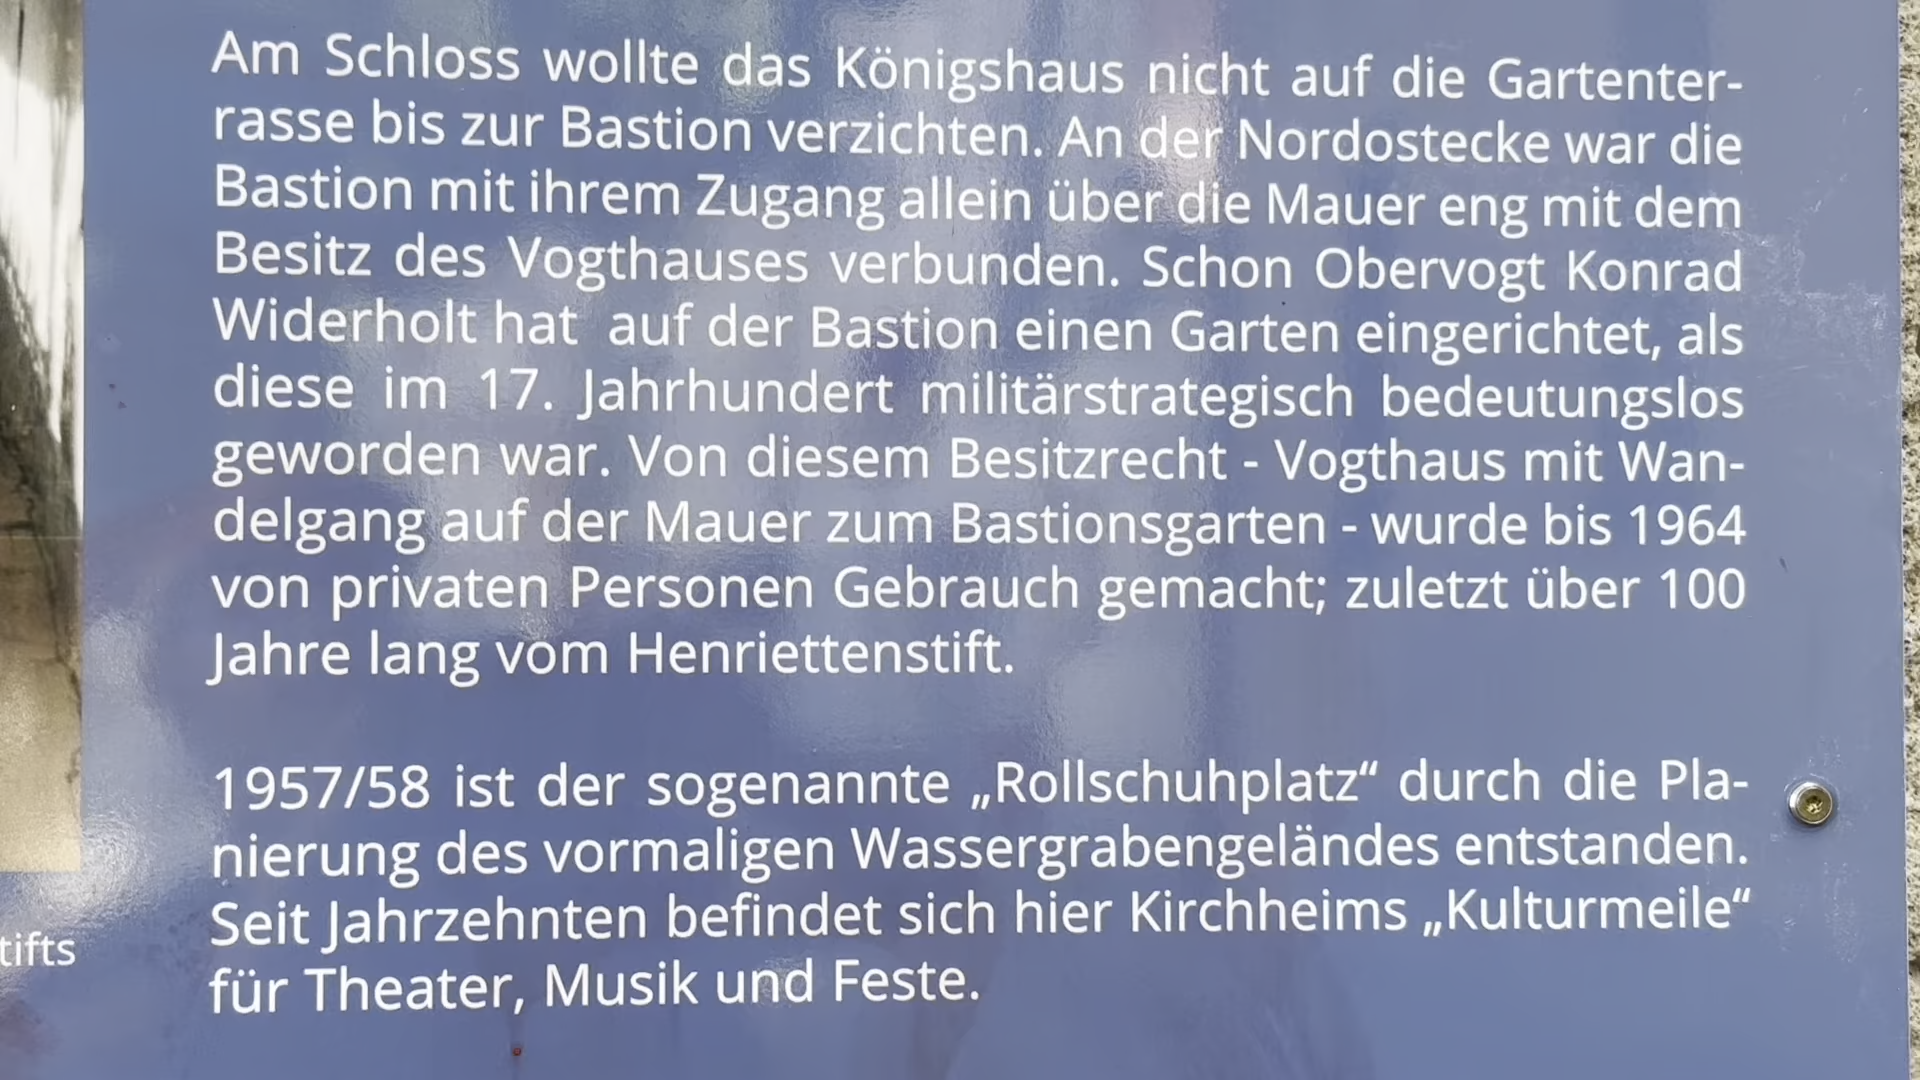 Am Schloss wollte das Königshaus nicht auf die Gartenter-
rasse bis zur Bastion verzichten. An der Nordostecke war die
Bastion mit ihrem Zugang allein über die Mauer eng mit dem
Besitz des Vogthauses verbunden. Schon Obervogt Konrad
Widerholt hat auf der Bastion einen Garten eingerichtet, als
diese im 17. Jahrhundert militärstrategisch bedeutungslos
geworden war. Von diesem Besitzrecht - Vogthaus mit Wan-
delgang auf der Mauer zum Bastionsgarten - wurde bis 1964
von privaten Personen Gebrauch gemacht; zuletzt über 100
Jahre lang vom Henriettenstift.
1957/58 ist der sogenannte „Rollschuhplatz“ durch die Pla-
nierung des vormaligen Wassergrabengeländes entstanden.
Seit Jahrzehnten befindet sich hier Kirchheims „Kulturmeile“
für Theater, Musik und Feste.
tifts